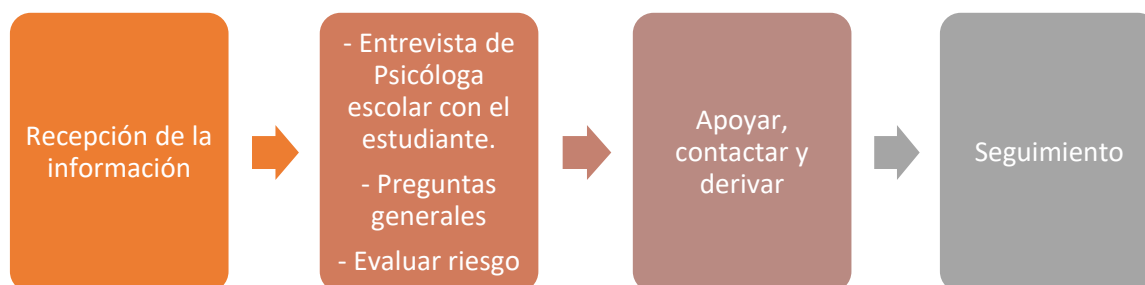 Recepción de la
información
- Entrevista de
Psicóloga
escolar con el
estudiante.
- Preguntas
generales
- Evaluar riesgo
Apoyar,
contactar y
derivar
Seguimiento